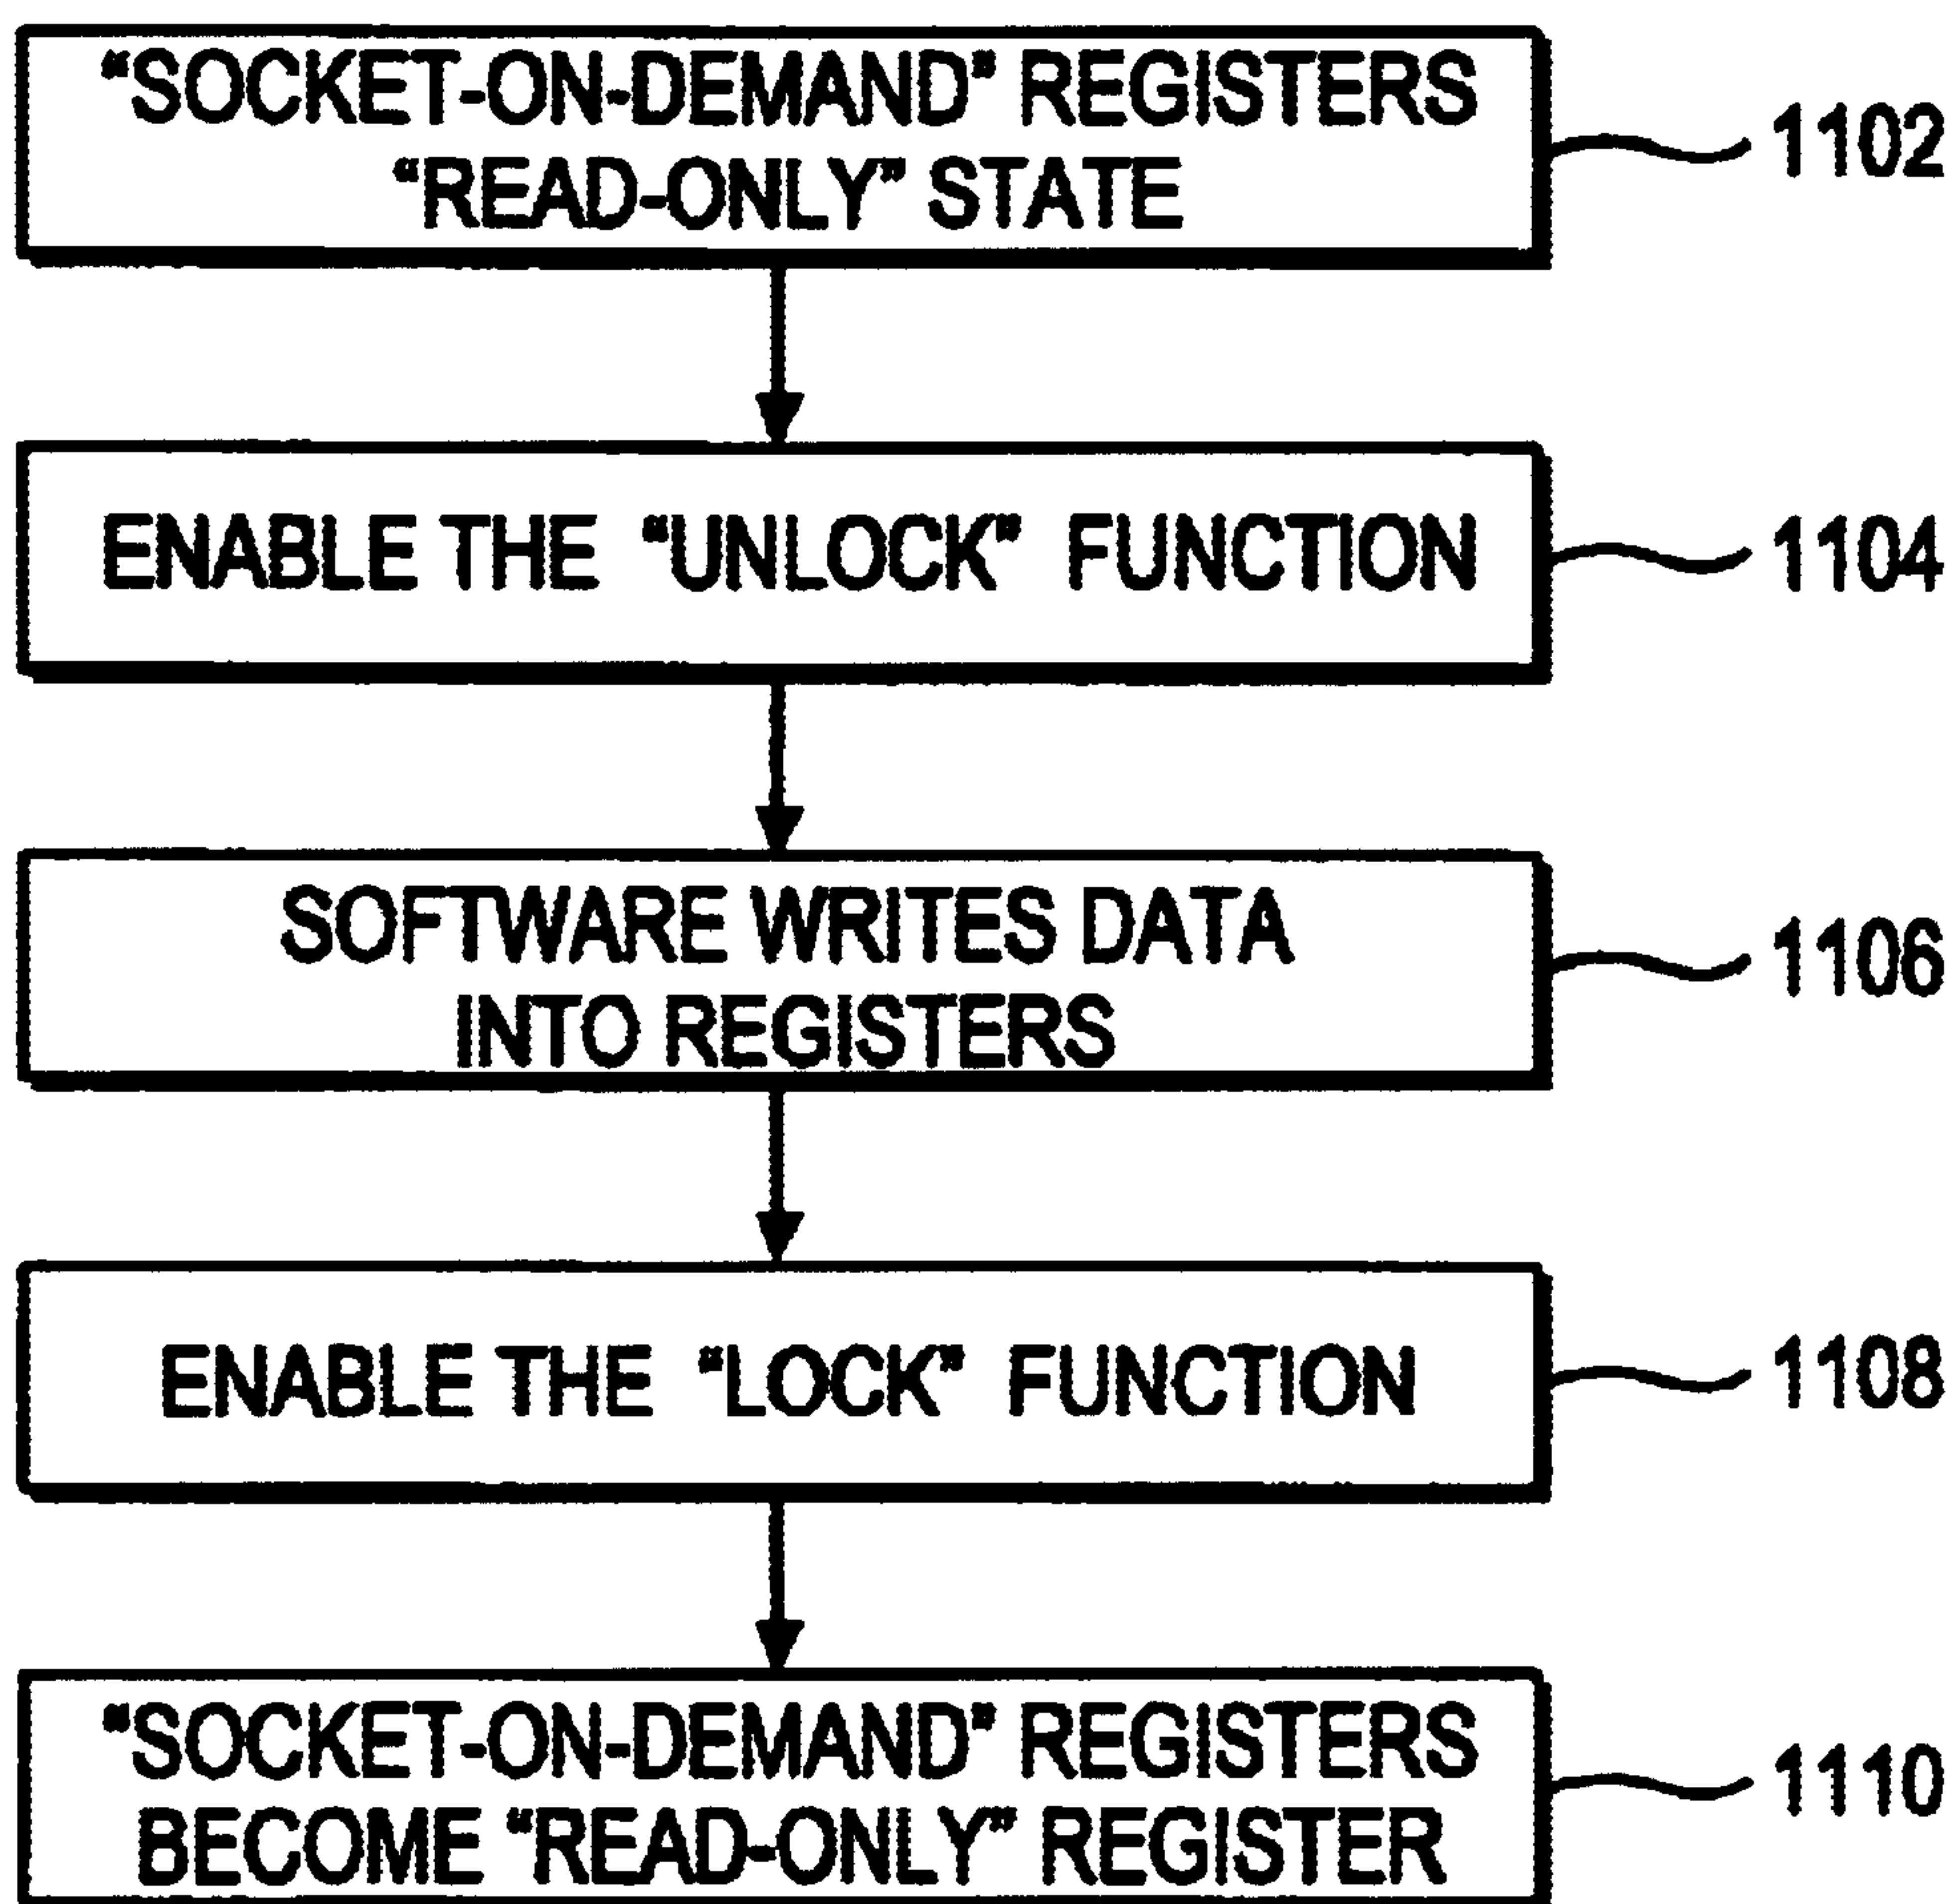 "SOCKET-ON-DEMAND" REGISTERS
"READ-ONLY" STATE
1102
ENABLE THE "UNLOCK" FUNCTION
1104
SOFTWARE WRITES DATA
INTO REGISTERS
1106
ENABLE THE "LOCK" FUNCTION
1108
"SOCKET-ON-DEMAND" REGISTERS
BECOME "READ-ONLY" REGISTER
1110